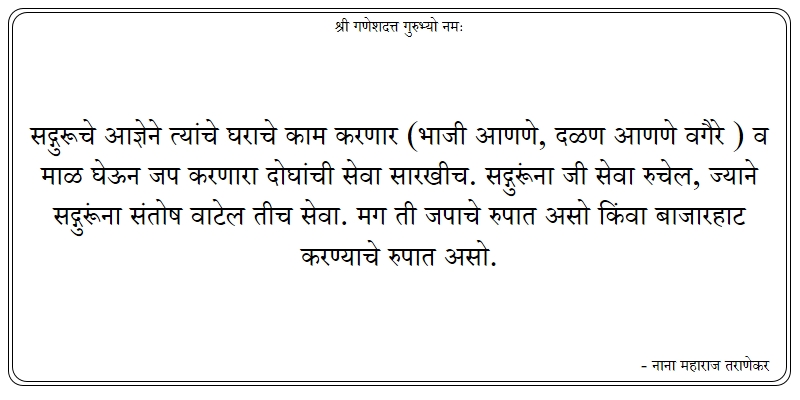 श्री गणेशदत्त गुरुभ्यो नमः
सद्गुरूचे आज्ञेने त्यांचे घराचे काम करणार (भाजी आणणे, दळण आणणे वगैरे ) व
माळ घेऊन जप करणारा दोघांची सेवा सारखीच. सद्गुरूंना जी सेवा रुचेल, ज्याने
सद्गुरूंना संतोष वाटेल तीच सेवा. मग ती जपाचे रुपात असो किंवा बाजारहाट
करण्याचे रुपात असो.
- नाना महाराज तराणेकर